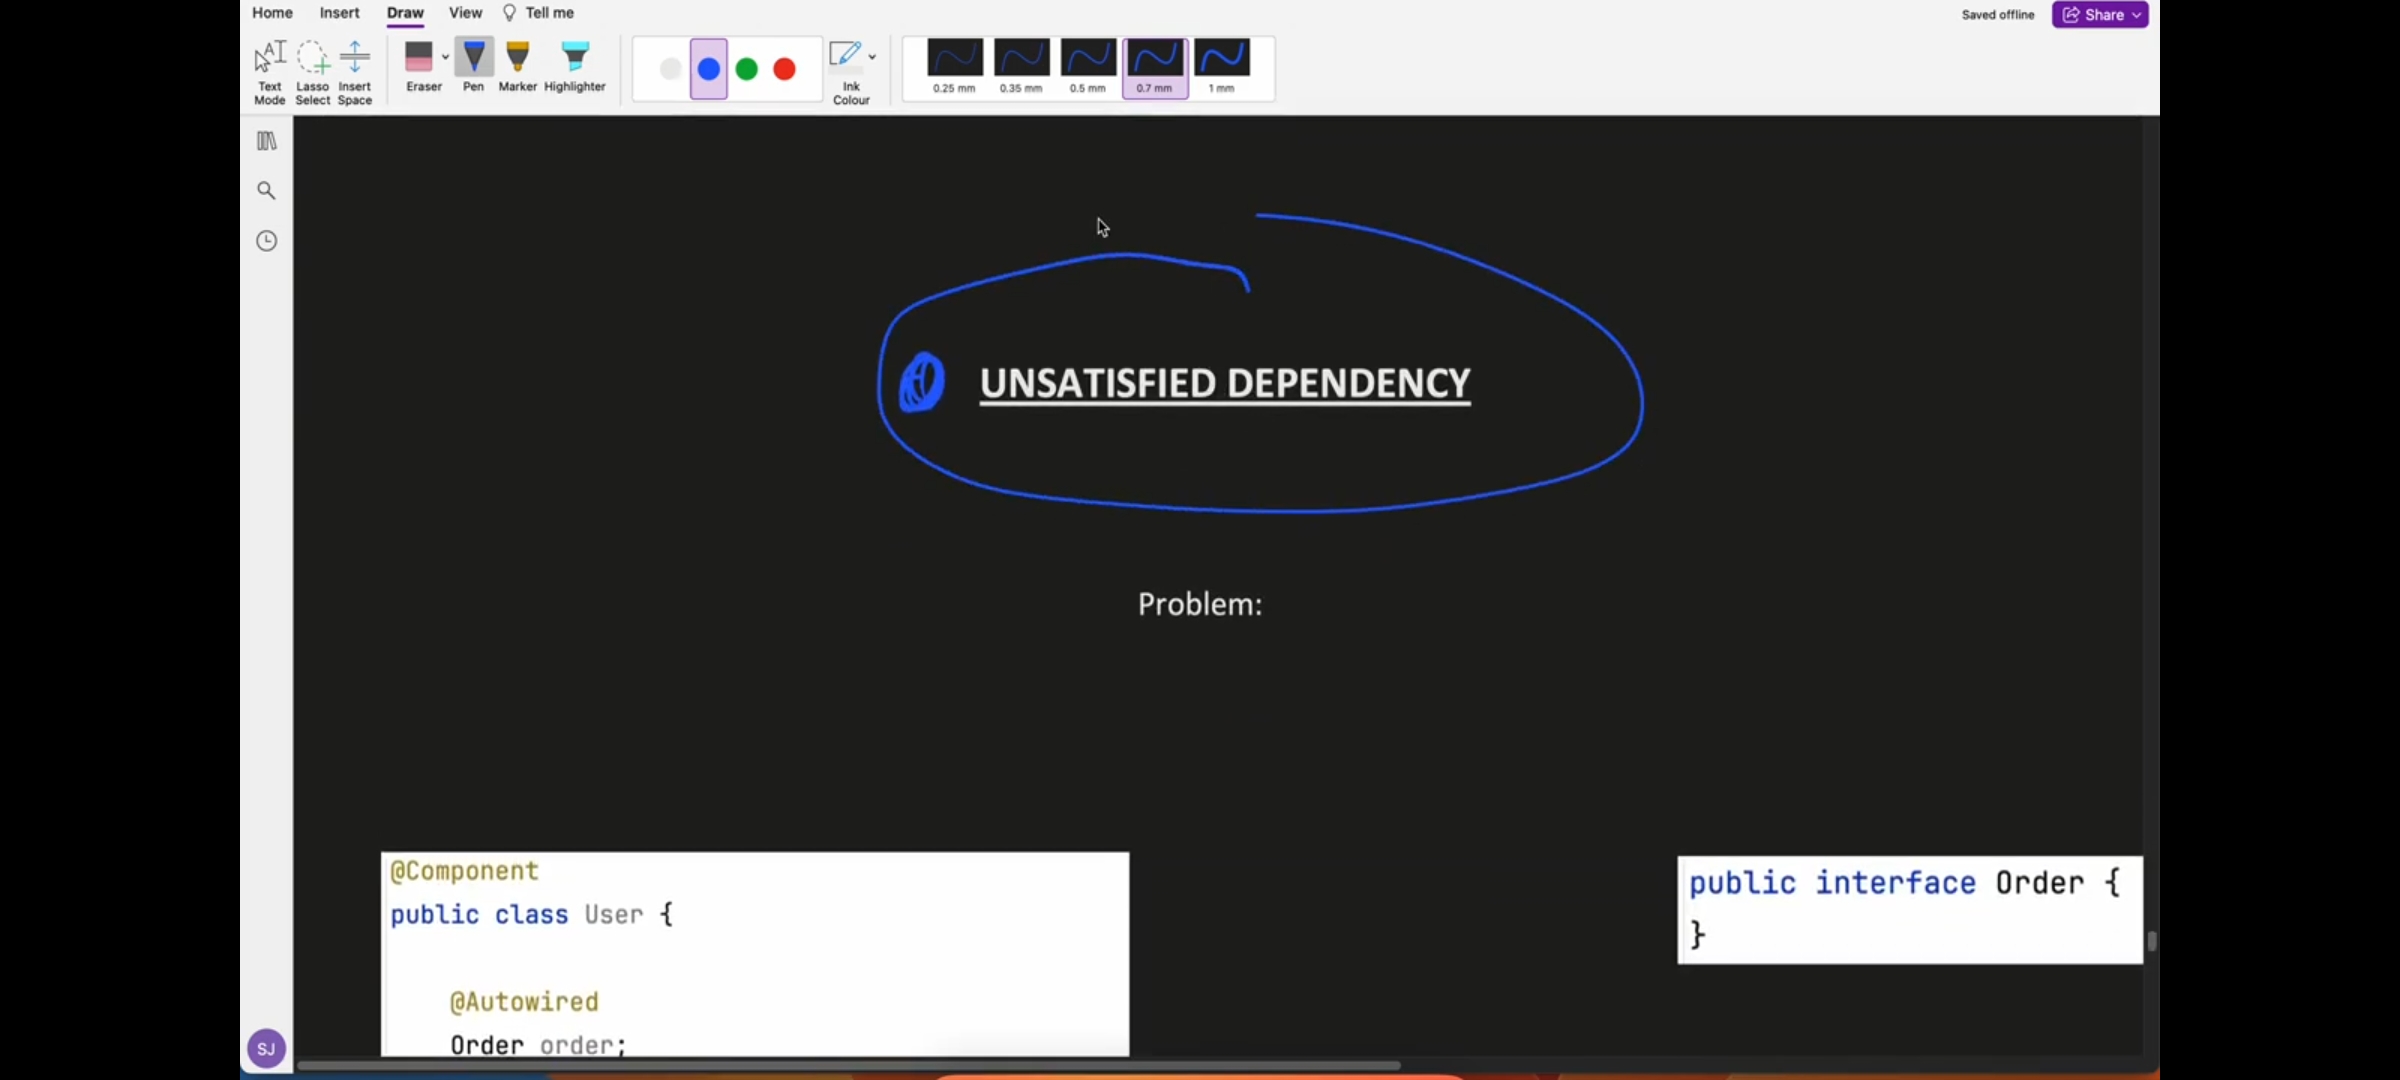 Home Insert Draw View Tell me
Saved offline Share
Text Mode
Lasso Select
Insert Space
Eraser
Pen
Marker
Highlighter
Ink Colour
0.25 mm 0.35 mm 0.5 mm 0.7 mm 1 mm
UNSATISFIED DEPENDENCY
Problem:
@Component
public class User {
@Autowired
Order order;
public interface Order {
}
SJ